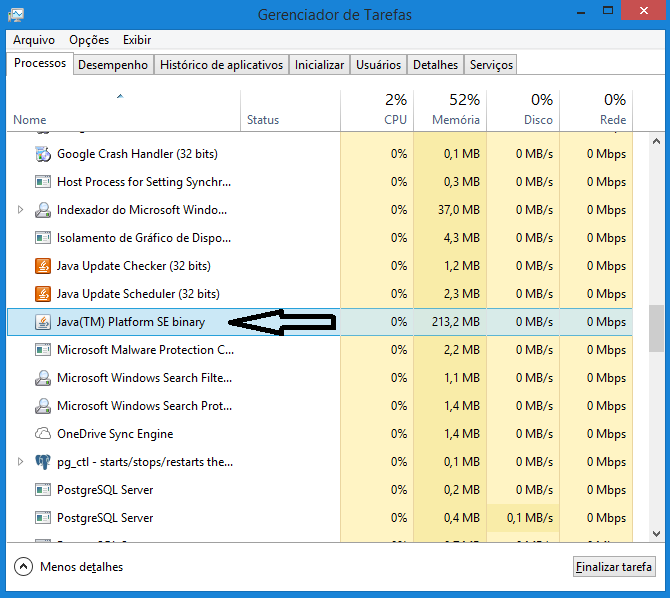 Gerenciador de Tarefas
Arquivo Opções Exibir
Processos Desempenho Histórico de aplicativos Inicializar Usuários Detalhes Serviços
2% 52% 0% 0%
Nome Status CPU Memória Disco Rede
Google Crash Handler (32 bits) 0% 0,1 MB 0 MB/s 0 Mbps
Host Process for Setting Synchr... 0% 0,3 MB 0 MB/s 0 Mbps
Indexador do Microsoft Windo... 0% 37,0 MB 0 MB/s 0 Mbps
Isolamento de Gráfico de Dispo... 0% 4,3 MB 0 MB/s 0 Mbps
Java Update Checker (32 bits) 0% 1,2 MB 0 MB/s 0 Mbps
Java Update Scheduler (32 bits) 0% 2,3 MB 0 MB/s 0 Mbps
Java(TM) Platform SE binary 0% 213,2 MB 0 MB/s 0 Mbps
Microsoft Malware Protection C... 0% 2,2 MB 0 MB/s 0 Mbps
Microsoft Windows Search Filte... 0% 1,1 MB 0 MB/s 0 Mbps
Microsoft Windows Search Prot... 0% 1,4 MB 0 MB/s 0 Mbps
OneDrive Sync Engine 0% 1,4 MB 0 MB/s 0 Mbps
pg_ctl - starts/stops/restarts the... 0% 0,1 MB 0 MB/s 0 Mbps
PostgreSQL Server 0% 0,2 MB 0 MB/s 0 Mbps
PostgreSQL Server 0% 0,4 MB 0,1 MB/s 0 Mbps
Menos detalhes Finalizar tarefa